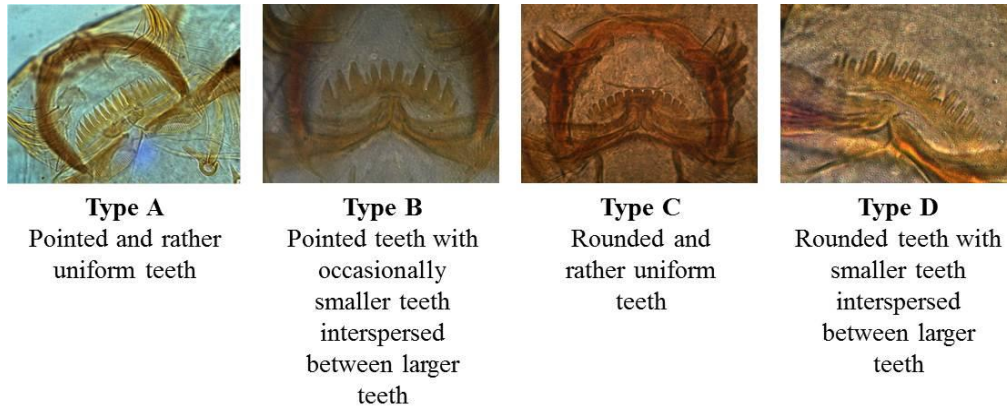 Type A
Pointed and rather
uniform teeth
Type B
Pointed teeth with
occasionally
smaller teeth
interspersed
between larger
teeth
Type C
Rounded and
rather uniform
teeth
Type D
Rounded teeth with
smaller teeth
interspersed
between larger
teeth